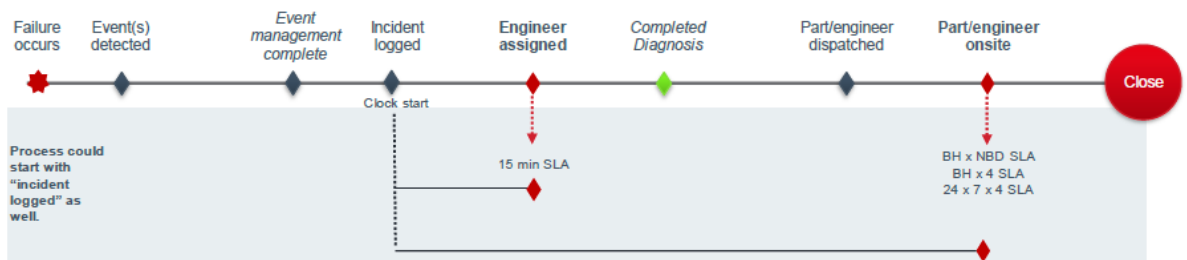 Failure
occurs
Event(s)
detected
Event
management
complete
Incident
logged
Engineer
assigned
Completed
Diagnosis
Part/engineer
dispatched
Part/engineer
onsite
Close
Clock start
Process could
start with
“incident
logged” as
well.
15 min SLA
BH x NBD SLA
BH x 4 SLA
24 x 7 x 4 SLA